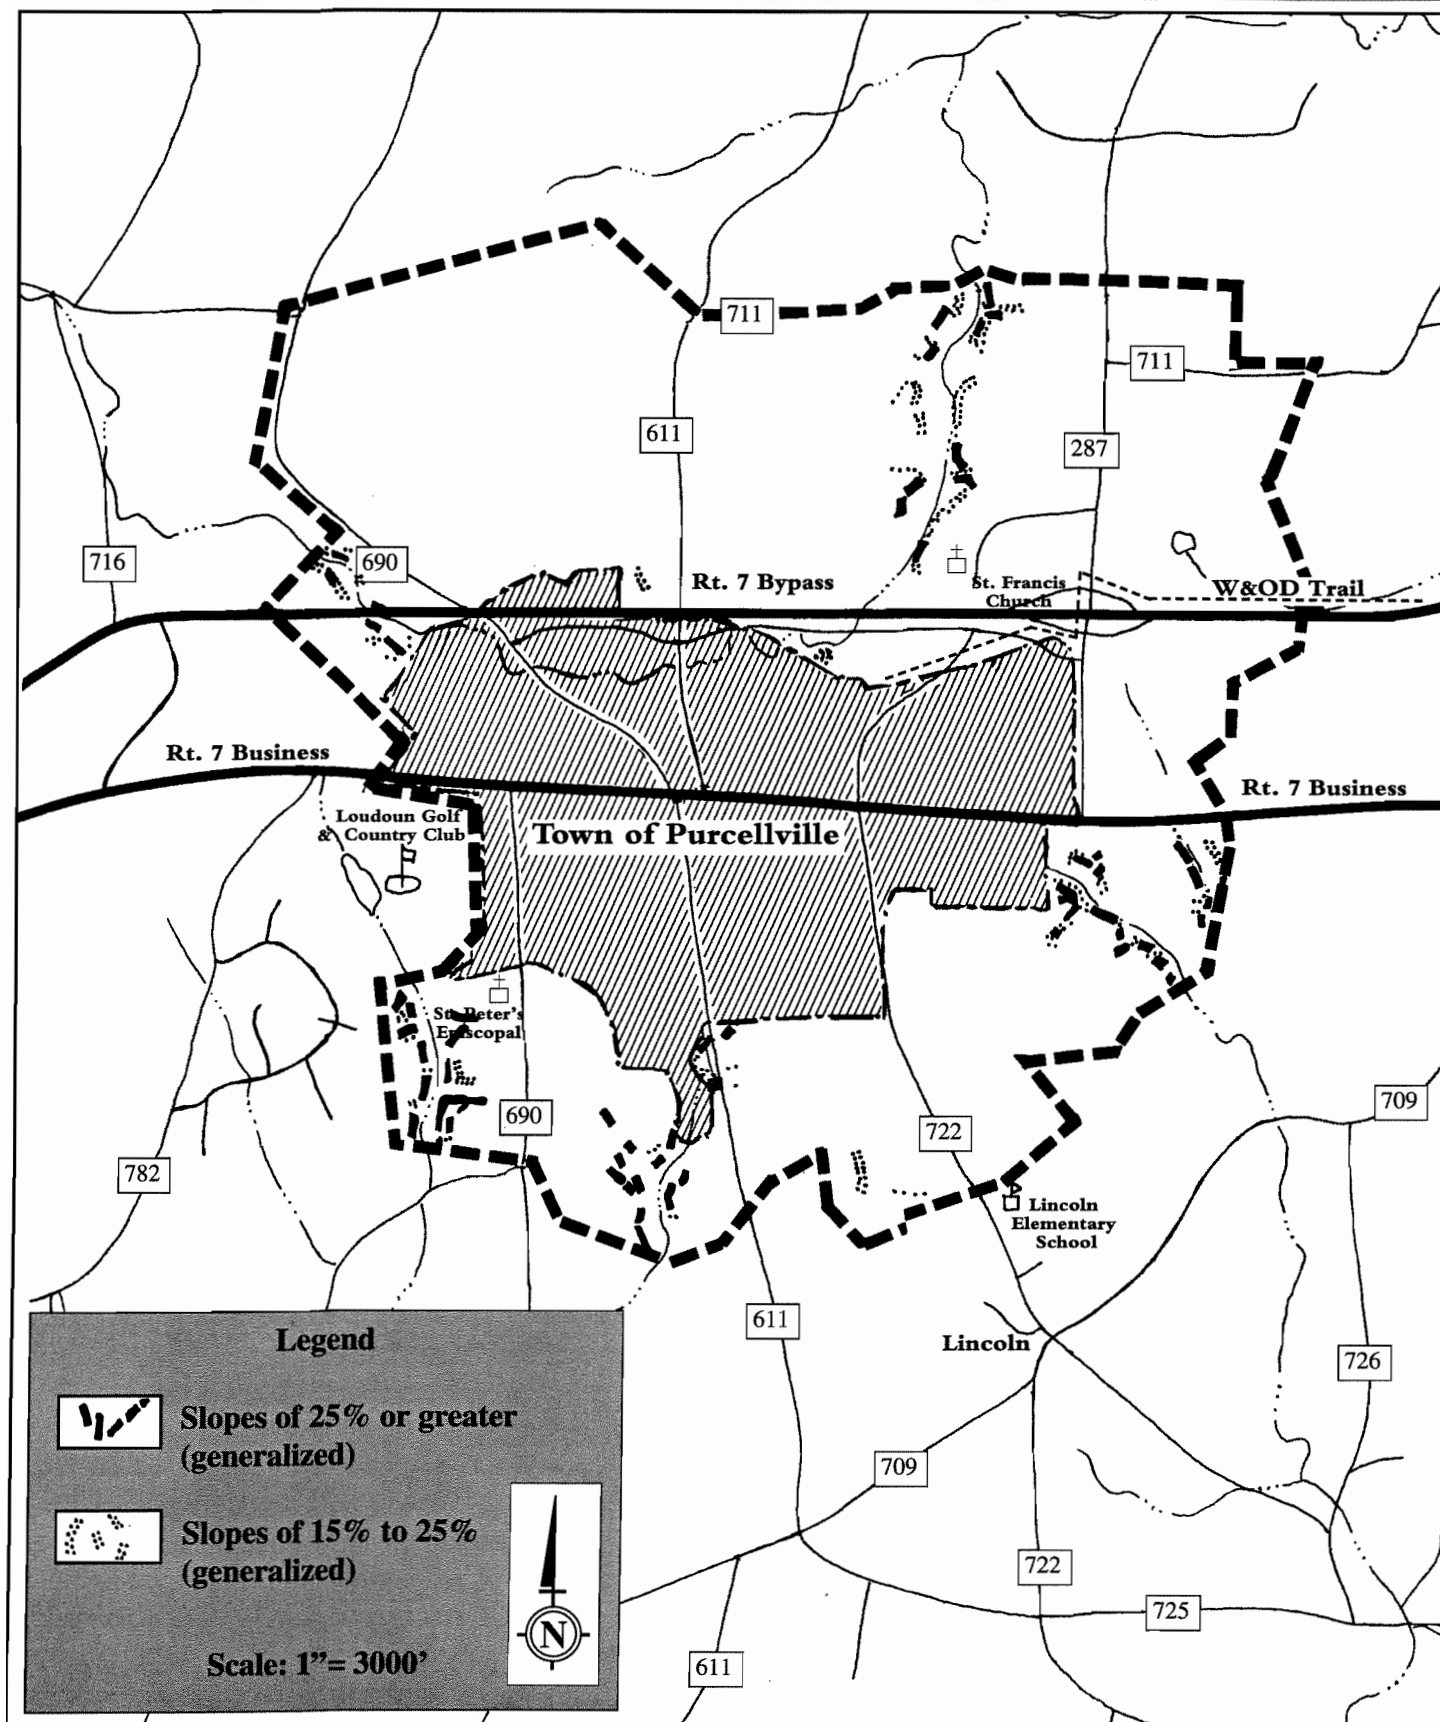 711
711
611
287
716
690
Rt. 7 Bypass
St. Francis
Church
W&OD Trail
Rt. 7 Business
Rt. 7 Business
Loudoun Golf
& Country Club
Town of Purcellville
St. Peter's
Episcopal
690
722
709
782
Lincoln
Elementary
School
611
Lincoln
726
709
722
725
611
Legend
Slopes of 25% or greater
(generalized)
Slopes of 15% to 25%
(generalized)
N
Scale: 1”= 3000’